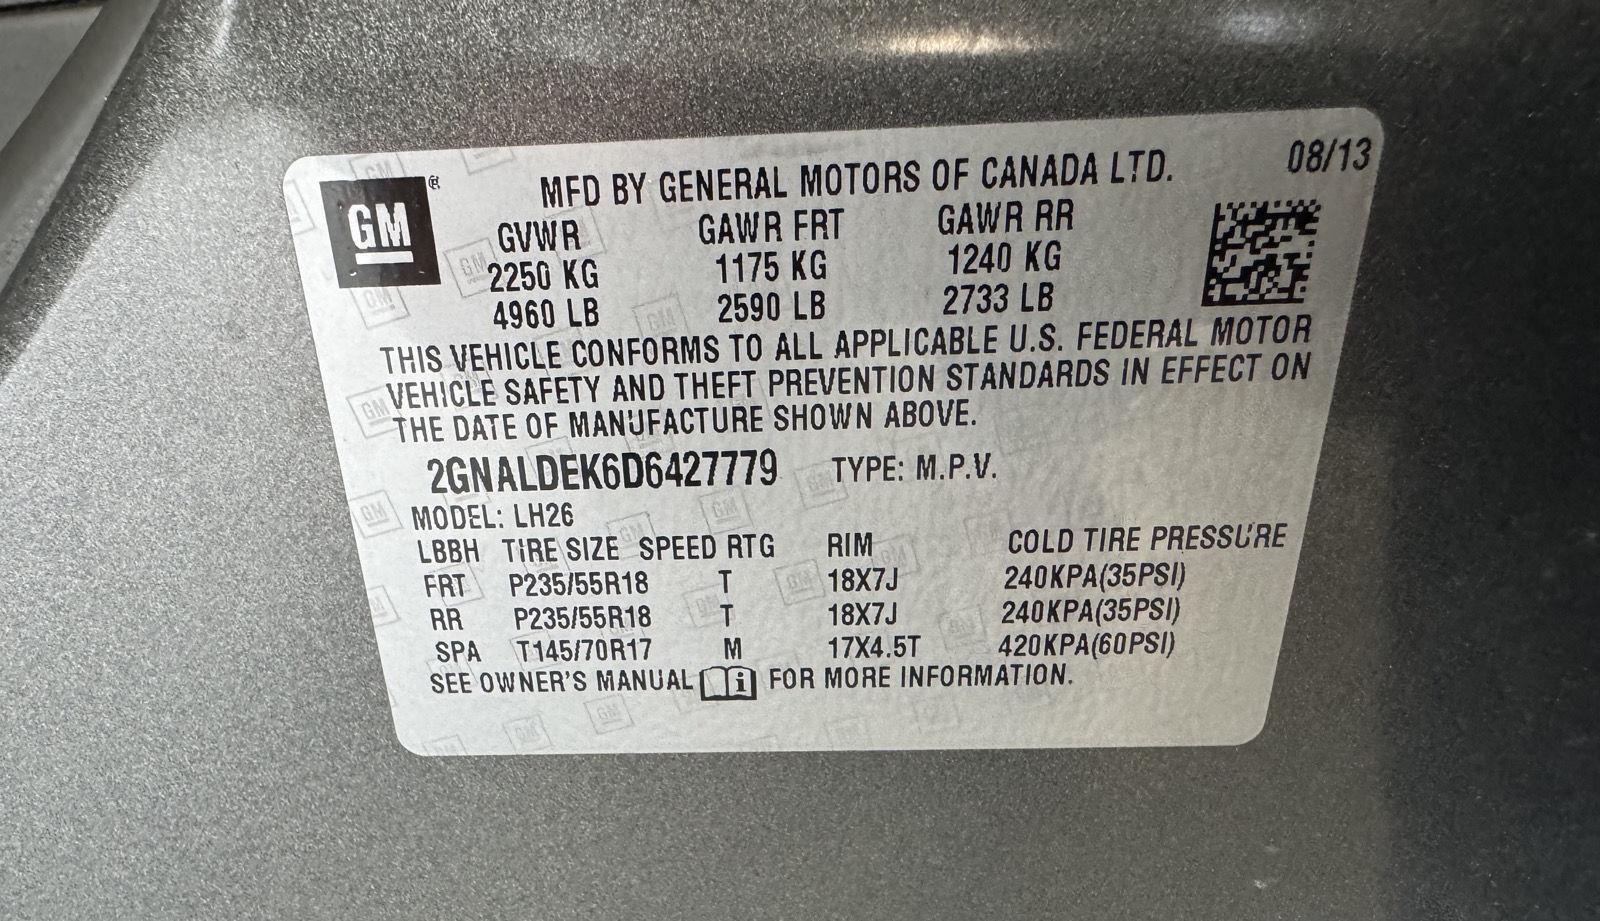 GM ® MFD BY GENERAL MOTORS OF CANADA LTD. 08/13
GVWR GAWR FRT GAWR RR
2250 KG 1175 KG 1240 KG
4960 LB 2590 LB 2733 LB
THIS VEHICLE CONFORMS TO ALL APPLICABLE U.S. FEDERAL MOTOR
VEHICLE SAFETY AND THEFT PREVENTION STANDARDS IN EFFECT ON
THE DATE OF MANUFACTURE SHOWN ABOVE.
2GNALDEK6D6427779 TYPE: M.P.V.
MODEL: LH26
LBBH TIRE SIZE SPEED RTG RIM COLD TIRE PRESSURE
FRT P235/55R18 T 18X7J 240KPA(35PSI)
RR P235/55R18 T 18X7J 240KPA(35PSI)
SPA T145/70R17 M 17X4.5T 420KPA(60PSI)
SEE OWNER'S MANUAL i FOR MORE INFORMATION.